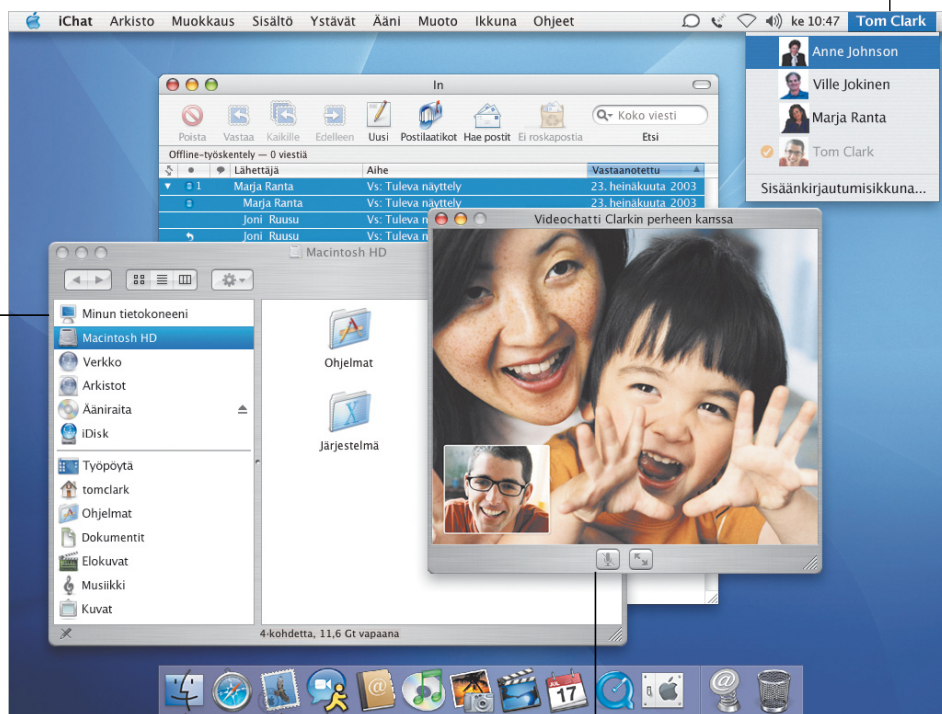 iChat Arkisto Muokkaus Sisältö Ystävät Ääni Muoto Ikkuna Ohjeet ke 10:47 Tom Clark
Anne Johnson
Ville Jokinen
Marja Ranta
Tom Clark
Sisäänkirjautumisikkuna...
In
Koko viesti
Poista Vastaa Kaikille Edelleen Uusi Postilaatikot Hae postit Ei roskapostia Etsi
Offline-työskentely — 0 viestiä
Lähettäjä Aihe Vastaanotettu
1 Marja Ranta Vs: Tuleva näyttely 23. heinäkuuta 2003
Marja Ranta Vs: Tuleva näyttely 23. heinäkuuta 2003
Joni Ruusu Vs: Tuleva n
Joni Ruusu Vs: Tuleva n
Videochatti Clarkin perheen kanssa
Macintosh HD
Minun tietokoneeni
Macintosh HD
Verkko
Arkistot
Ääniraita
iDisk
Työpöytä
tomclark
Ohjelmat
Dokumentit
Elokuvat
Musiikki
Kuvat
Ohjelmat
Järjestelmä
4-kohdetta, 11,6 Gt vapaana
17